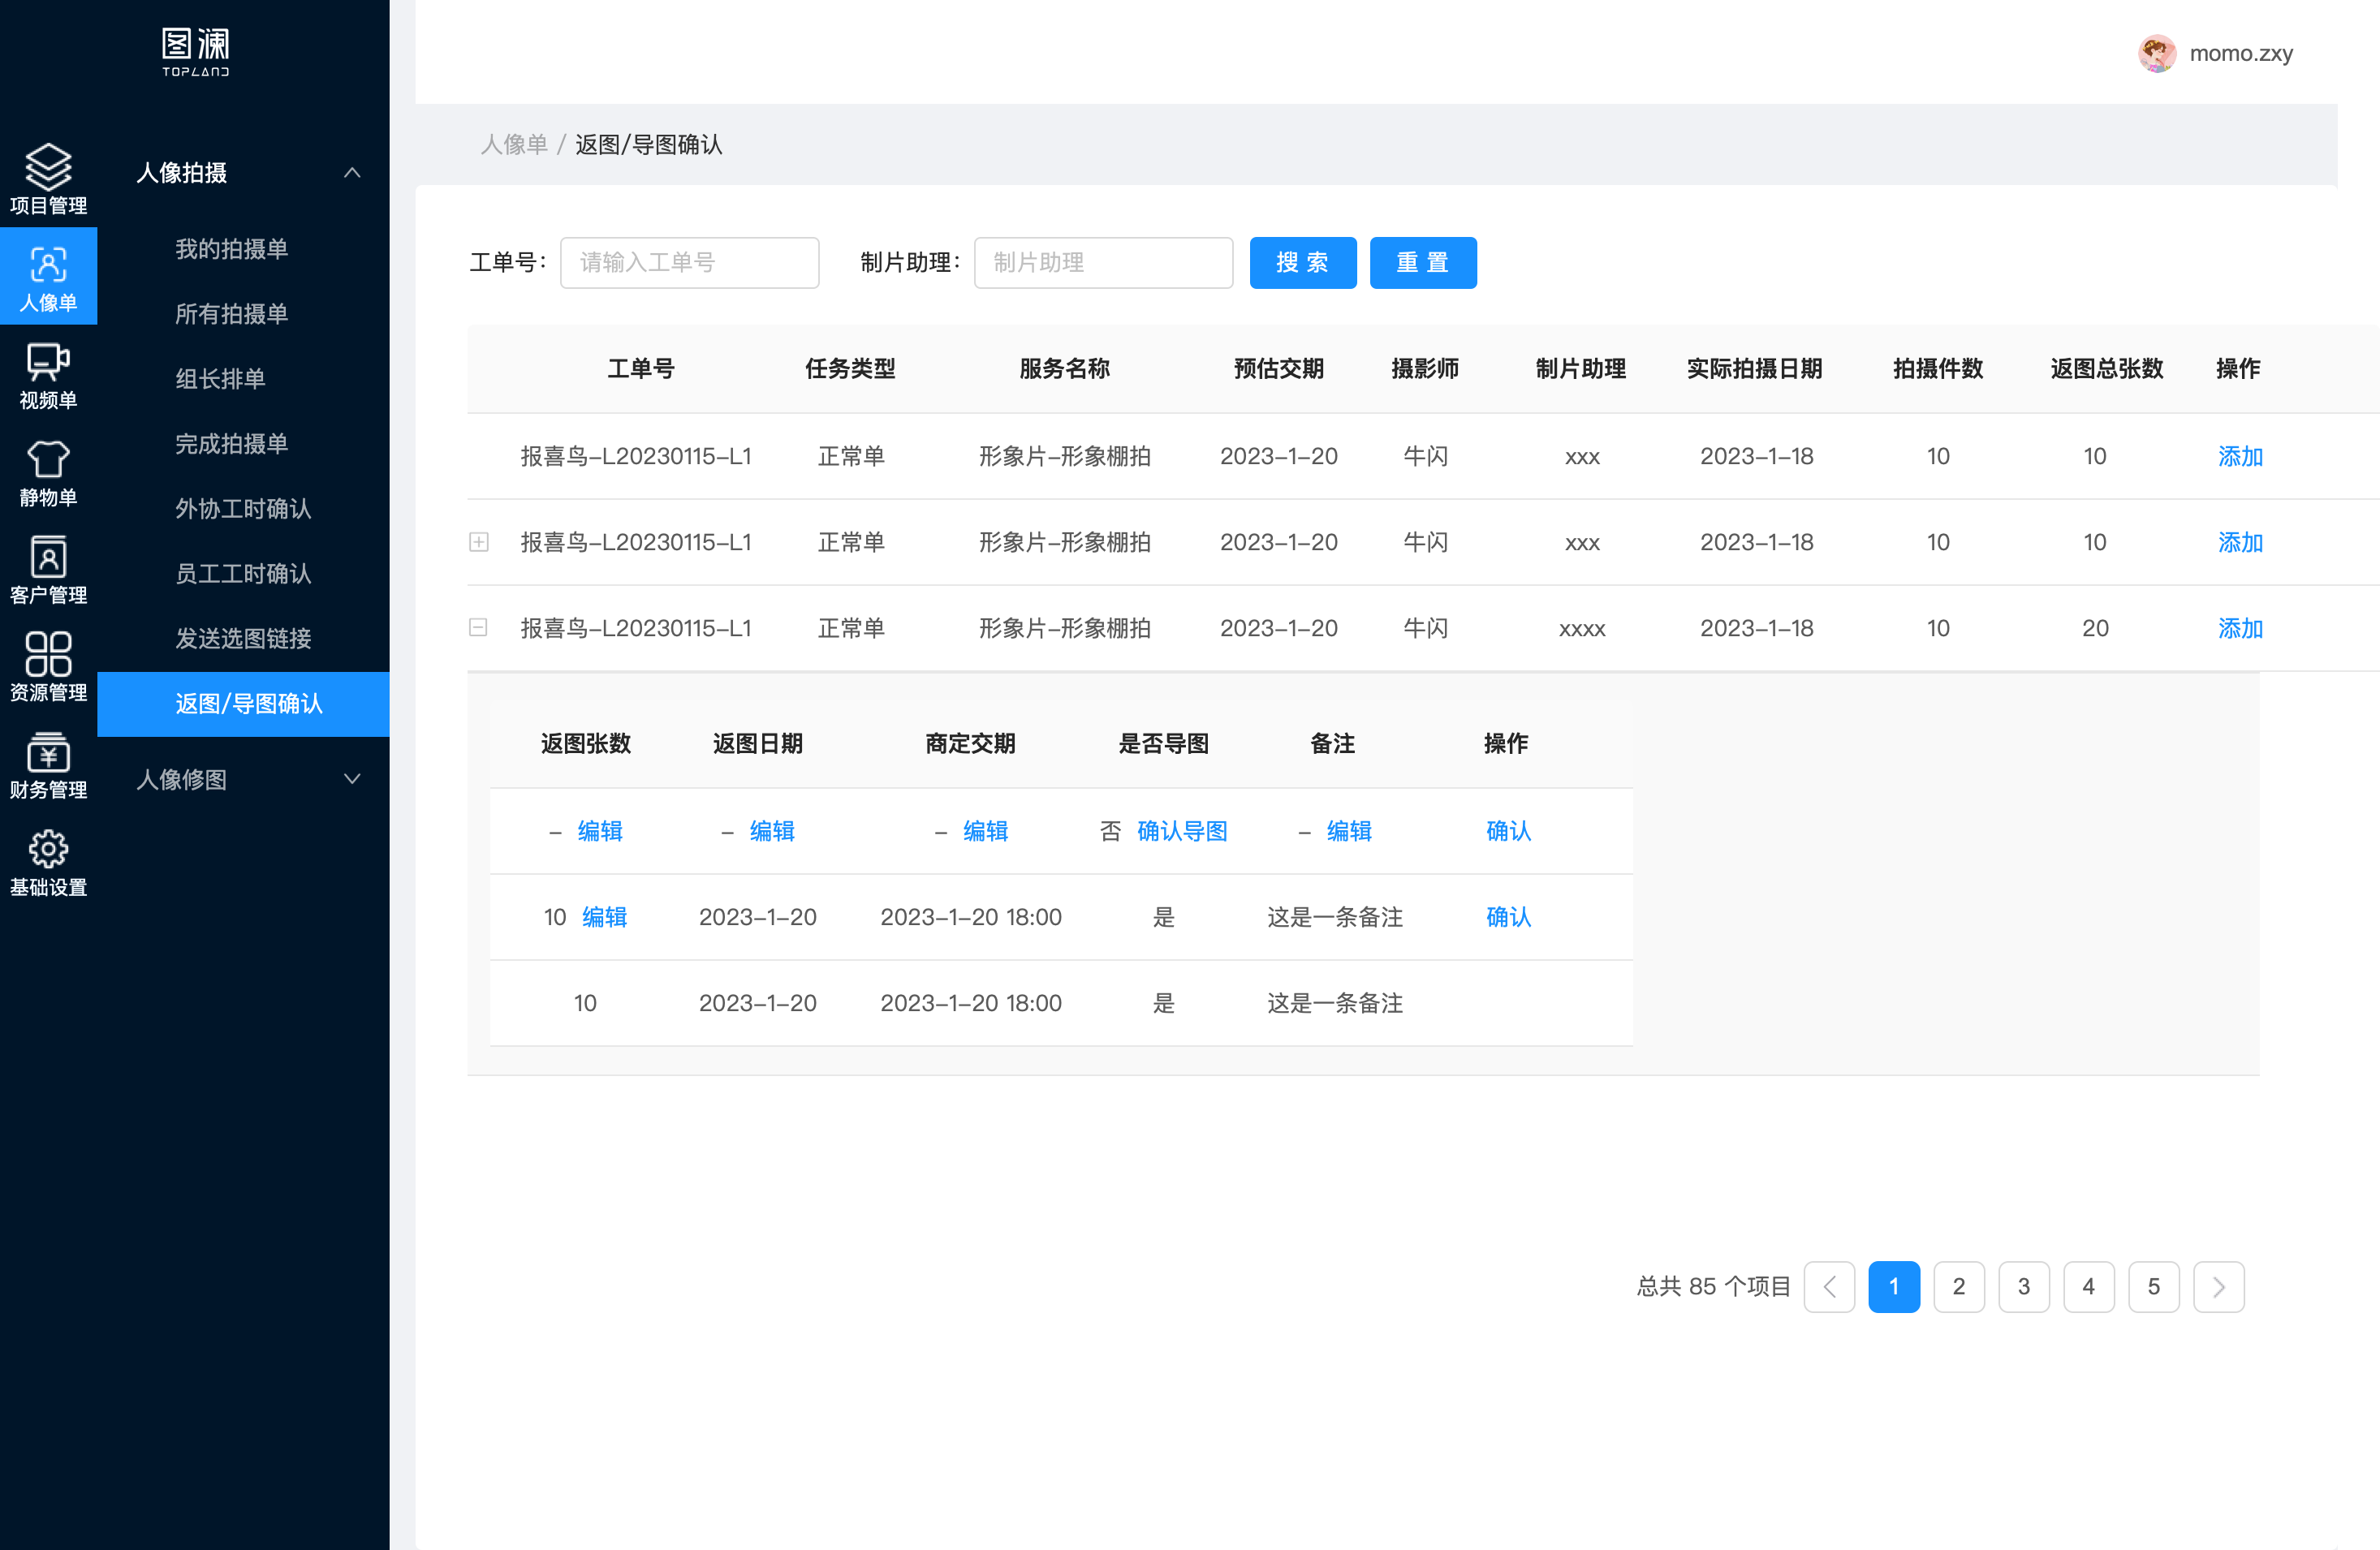 图澜
TOPLAND
momo.zxy
项目管理
人像单
视频单
静物单
客户管理
资源管理
财务管理
基础设置
人像拍摄
我的拍摄单
所有拍摄单
组长排单
完成拍摄单
外协工时确认
员工工时确认
发送选图链接
返图/导图确认
人像修图
人像单 / 返图/导图确认
工单号： 请输入工单号 制片助理： 制片助理 搜 索 重 置
工单号 任务类型 服务名称 预估交期 摄影师 制片助理 实际拍摄日期 拍摄件数 返图总张数 操作
报喜鸟-L20230115-L1 正常单 形象片-形象棚拍 2023-1-20 牛闪 xxx 2023-1-18 10 10 添加
报喜鸟-L20230115-L1 正常单 形象片-形象棚拍 2023-1-20 牛闪 xxx 2023-1-18 10 10 添加
报喜鸟-L20230115-L1 正常单 形象片-形象棚拍 2023-1-20 牛闪 xxxx 2023-1-18 10 20 添加
返图张数 返图日期 商定交期 是否导图 备注 操作
- 编辑 - 编辑 - 编辑 否 确认导图 - 编辑 确认
10 编辑 2023-1-20 2023-1-20 18:00 是 这是一条备注 确认
10 2023-1-20 2023-1-20 18:00 是 这是一条备注
总共 85 个项目 1 2 3 4 5